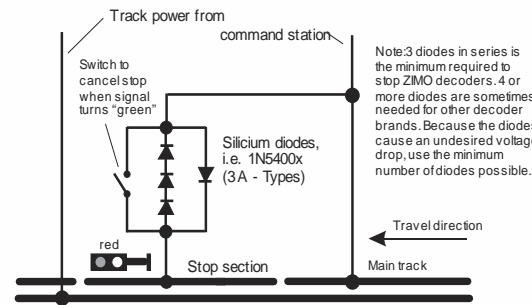 Track power from
command station
Note:3 diodes in series is
the minimum required to
stop ZIMO decoders. 4 or
more diodes are sometimes
needed for other decoder
brands. Because the diodes
cause an undesired voltage
drop, use the minimum
number of diodes possible.
Switch to
cancel stop
when signal
turns "green"
Silicium diodes,
i.e. 1N5400x
(3 A - Types)
Travel direction
red
Stop section
Main track